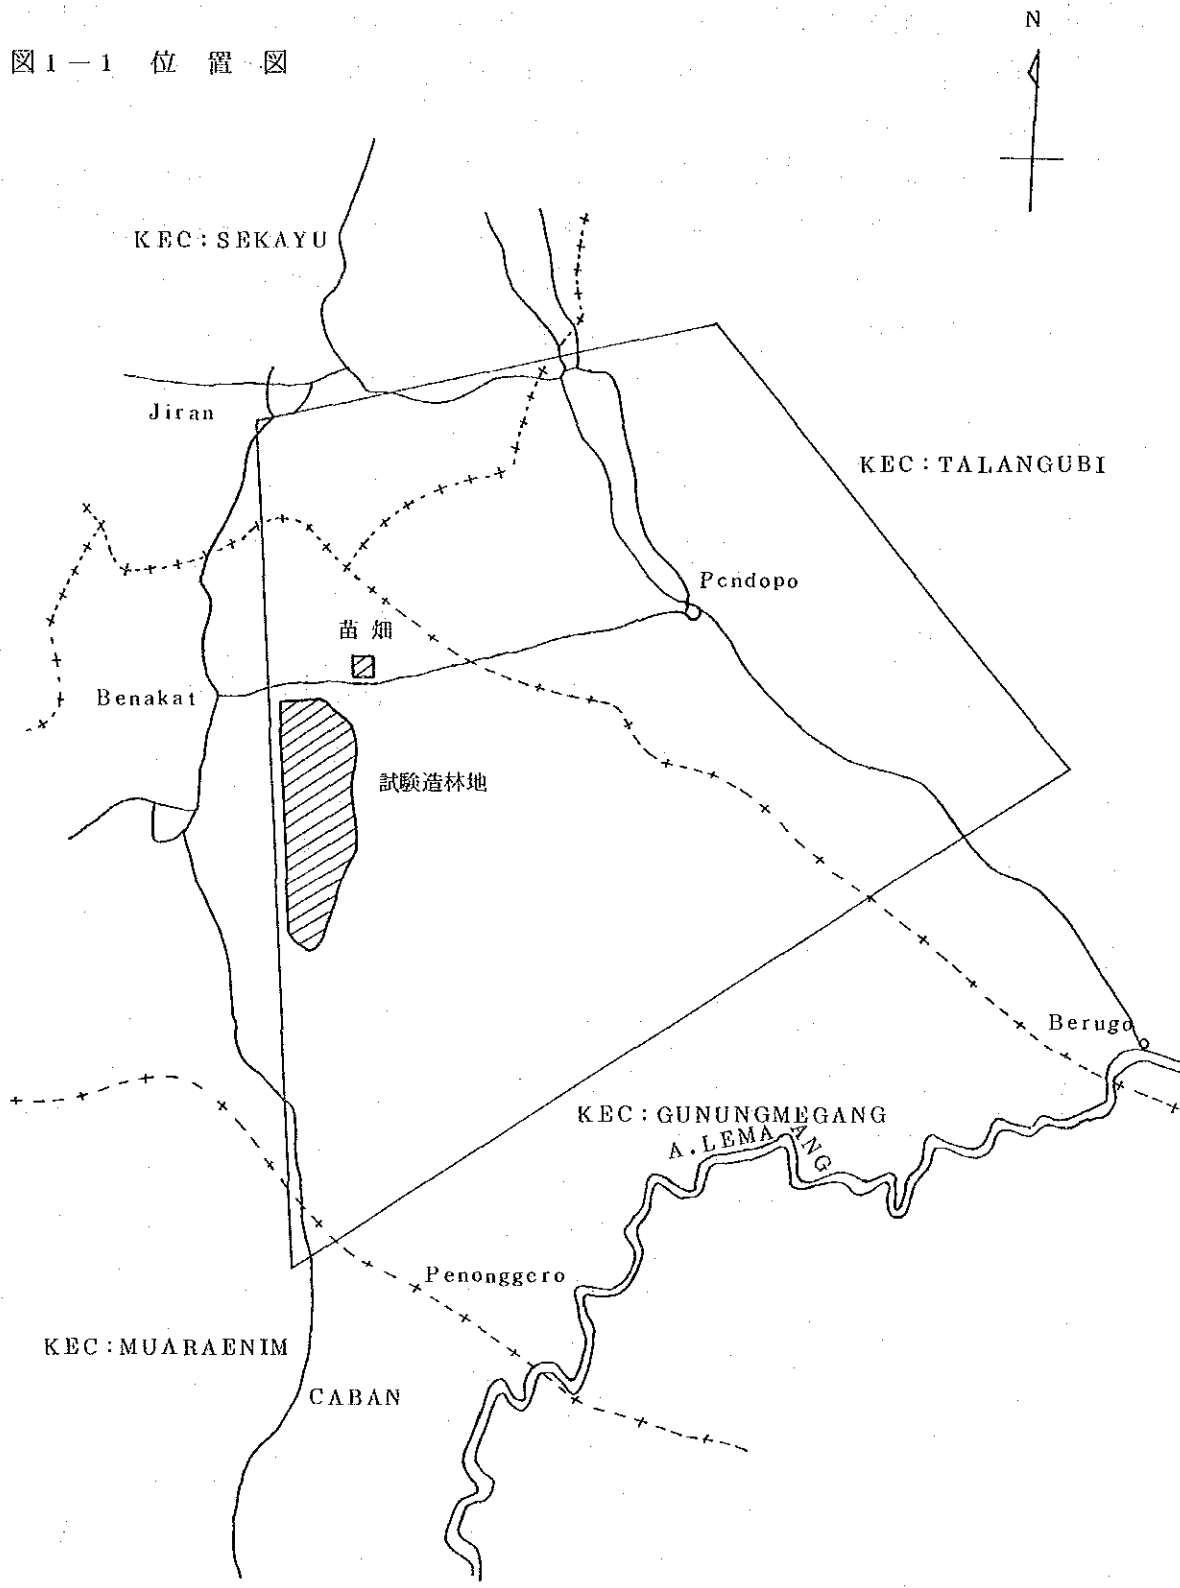 N
図1－1 位 置 図
KEC:SEKAYU
Jiran
KEC:TALANGUBI
Pendopo
苗 畑
Benakat
試験造林地
Berugo
KEC:GUNUNGMEGANG
A.LEMATANG
Penonggero
KEC:MUARAENIM
CABAN